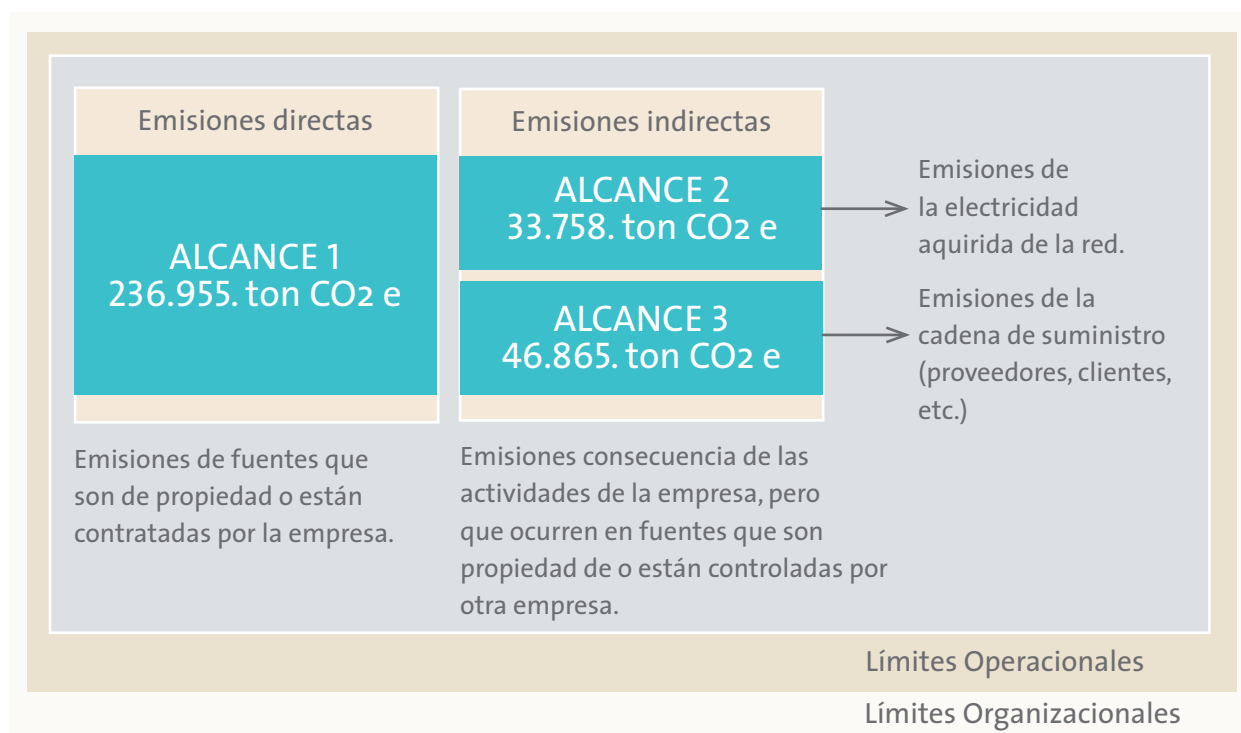 Emisiones directas
ALCANCE 1
236.955. ton CO2 e
Emisiones de fuentes que
son de propiedad o están
contratadas por la empresa.
Emisiones indirectas
ALCANCE 2
33.758. ton CO2 e
ALCANCE 3
46.865. ton CO2 e
Emisiones consecuencia de las
actividades de la empresa, pero
que ocurren en fuentes que son
propiedad de o están controladas por
otra empresa.
Emisiones de
la electricidad
aquirida de la red.
Emisiones de la
cadena de suministro
(proveedores, clientes,
etc.)
Límites Operacionales
Límites Organizacionales